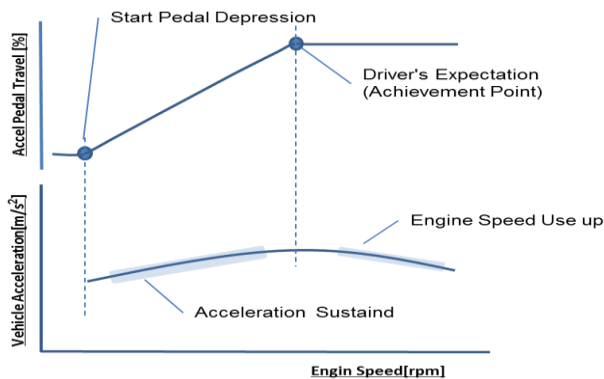 Start Pedal Depression
Accel Pedal Travel [%]
Driver's Expectation
(Achievement Point)
Vehicle Acceleration[m/s²]
Engine Speed Use up
Acceleration Sustaind
Engin Speed[rpm]